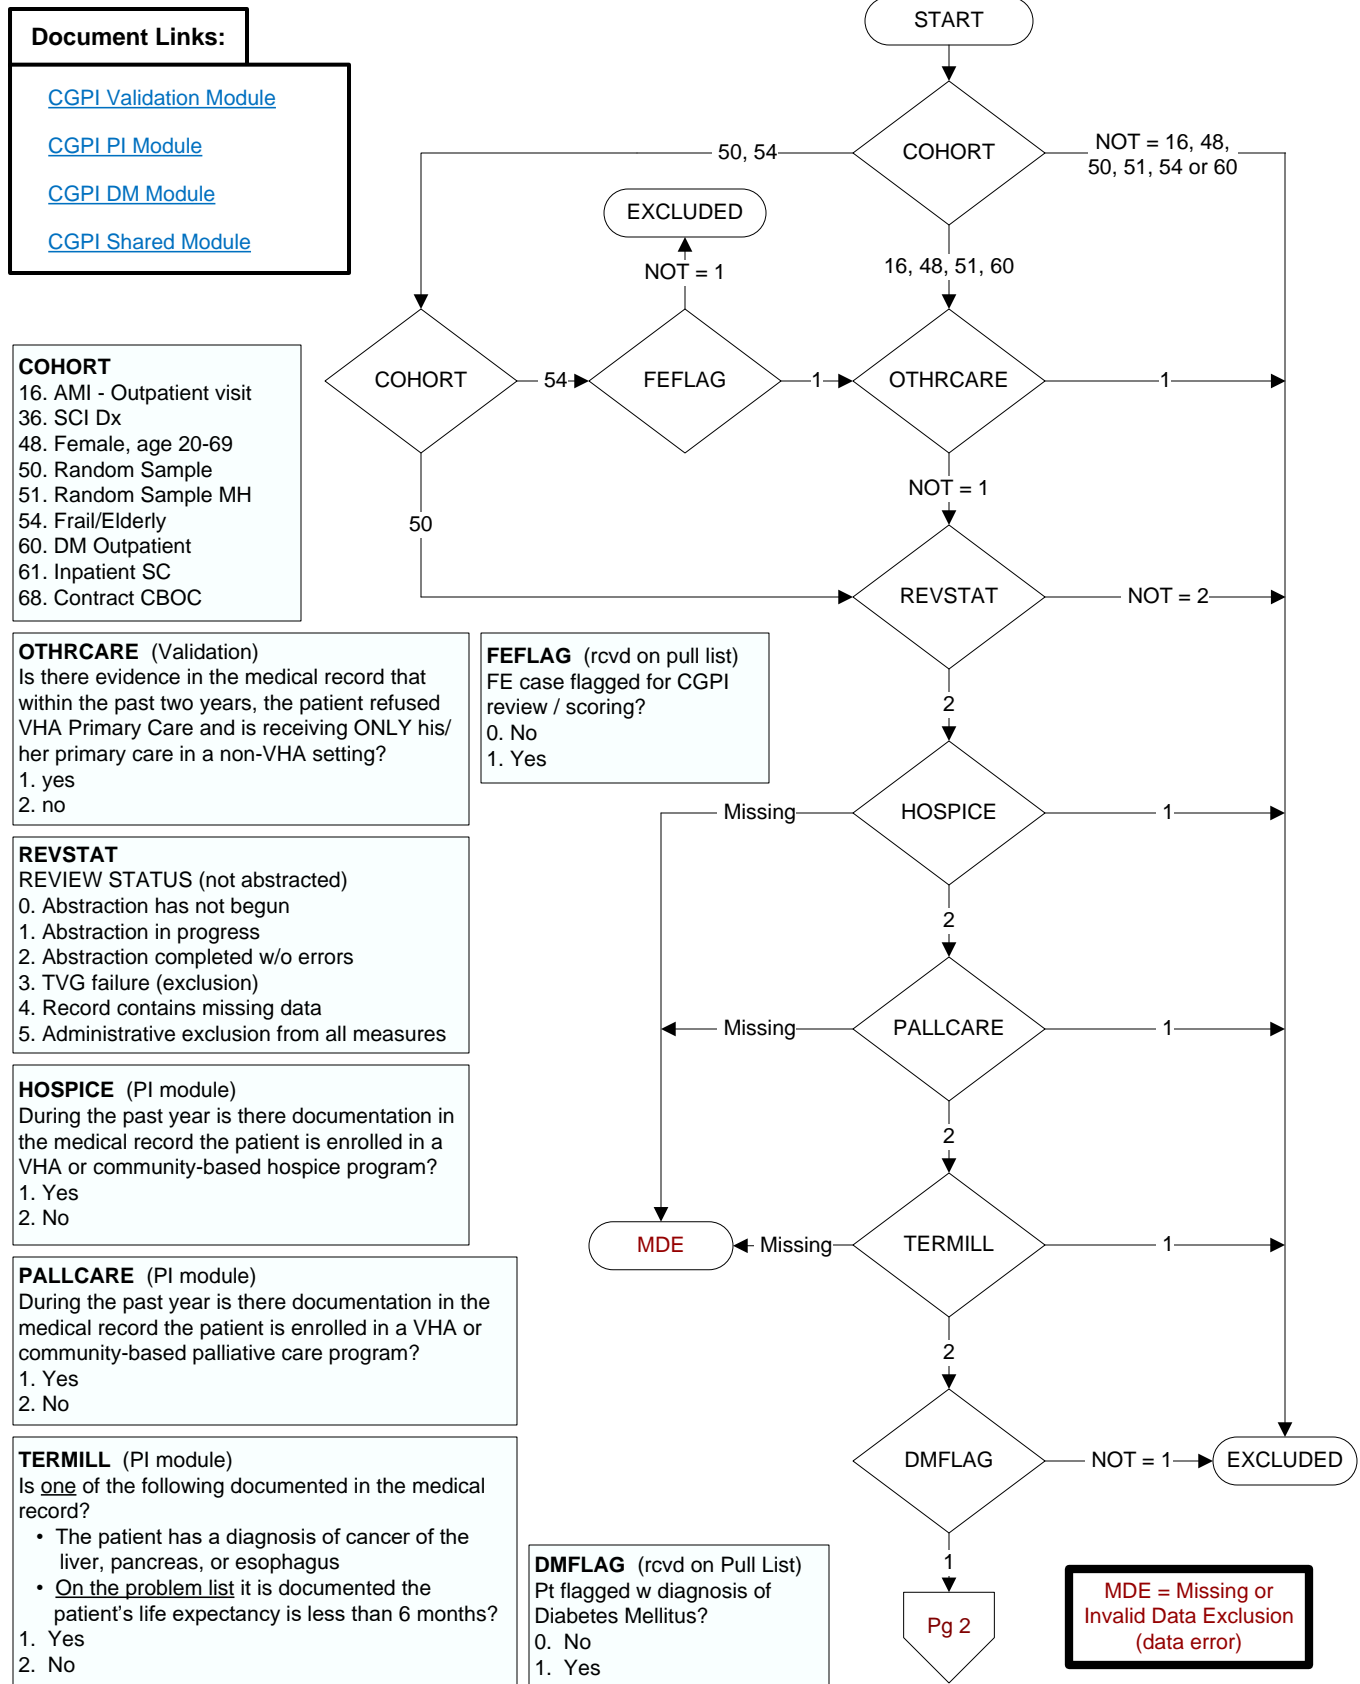 Document Links:
CGPI Validation Module
CGPI PI Module
CGPI DM Module
CGPI Shared Module
START
COHORT
50, 54
NOT = 16, 48,
50, 51, 54 or 60
EXCLUDED
NOT = 1
16, 48, 51, 60
COHORT
54
FEFLAG
1
OTHRCARE
1
NOT = 1
50
REVSTAT
NOT = 2
2
HOSPICE
Missing
1
2
PALLCARE
Missing
1
2
TERMILL
Missing
MDE
1
2
DMFLAG
NOT = 1
EXCLUDED
1
Pg 2
COHORT
16. AMI - Outpatient visit
36. SCI Dx
48. Female, age 20-69
50. Random Sample
51. Random Sample MH
54. Frail/Elderly
60. DM Outpatient
61. Inpatient SC
68. Contract CBOC
OTHRCARE (Validation)
Is there evidence in the medical record that
within the past two years, the patient refused
VHA Primary Care and is receiving ONLY his/
her primary care in a non-VHA setting?
1. yes
2. no
FEFLAG (rcvd on pull list)
FE case flagged for CGPI
review / scoring?
0. No
1. Yes
REVSTAT
REVIEW STATUS (not abstracted)
0. Abstraction has not begun
1. Abstraction in progress
2. Abstraction completed w/o errors
3. TVG failure (exclusion)
4. Record contains missing data
5. Administrative exclusion from all measures
HOSPICE (PI module)
During the past year is there documentation in
the medical record the patient is enrolled in a
VHA or community-based hospice program?
1. Yes
2. No
PALLCARE (PI module)
During the past year is there documentation in the
medical record the patient is enrolled in a VHA or
community-based palliative care program?
1. Yes
2. No
TERMILL (PI module)
Is one of the following documented in the medical
record?
• The patient has a diagnosis of cancer of the
liver, pancreas, or esophagus
• On the problem list it is documented the
patient's life expectancy is less than 6 months?
1. Yes
2. No
DMFLAG (rcvd on Pull List)
Pt flagged w diagnosis of
Diabetes Mellitus?
0. No
1. Yes
MDE = Missing or
Invalid Data Exclusion
(data error)